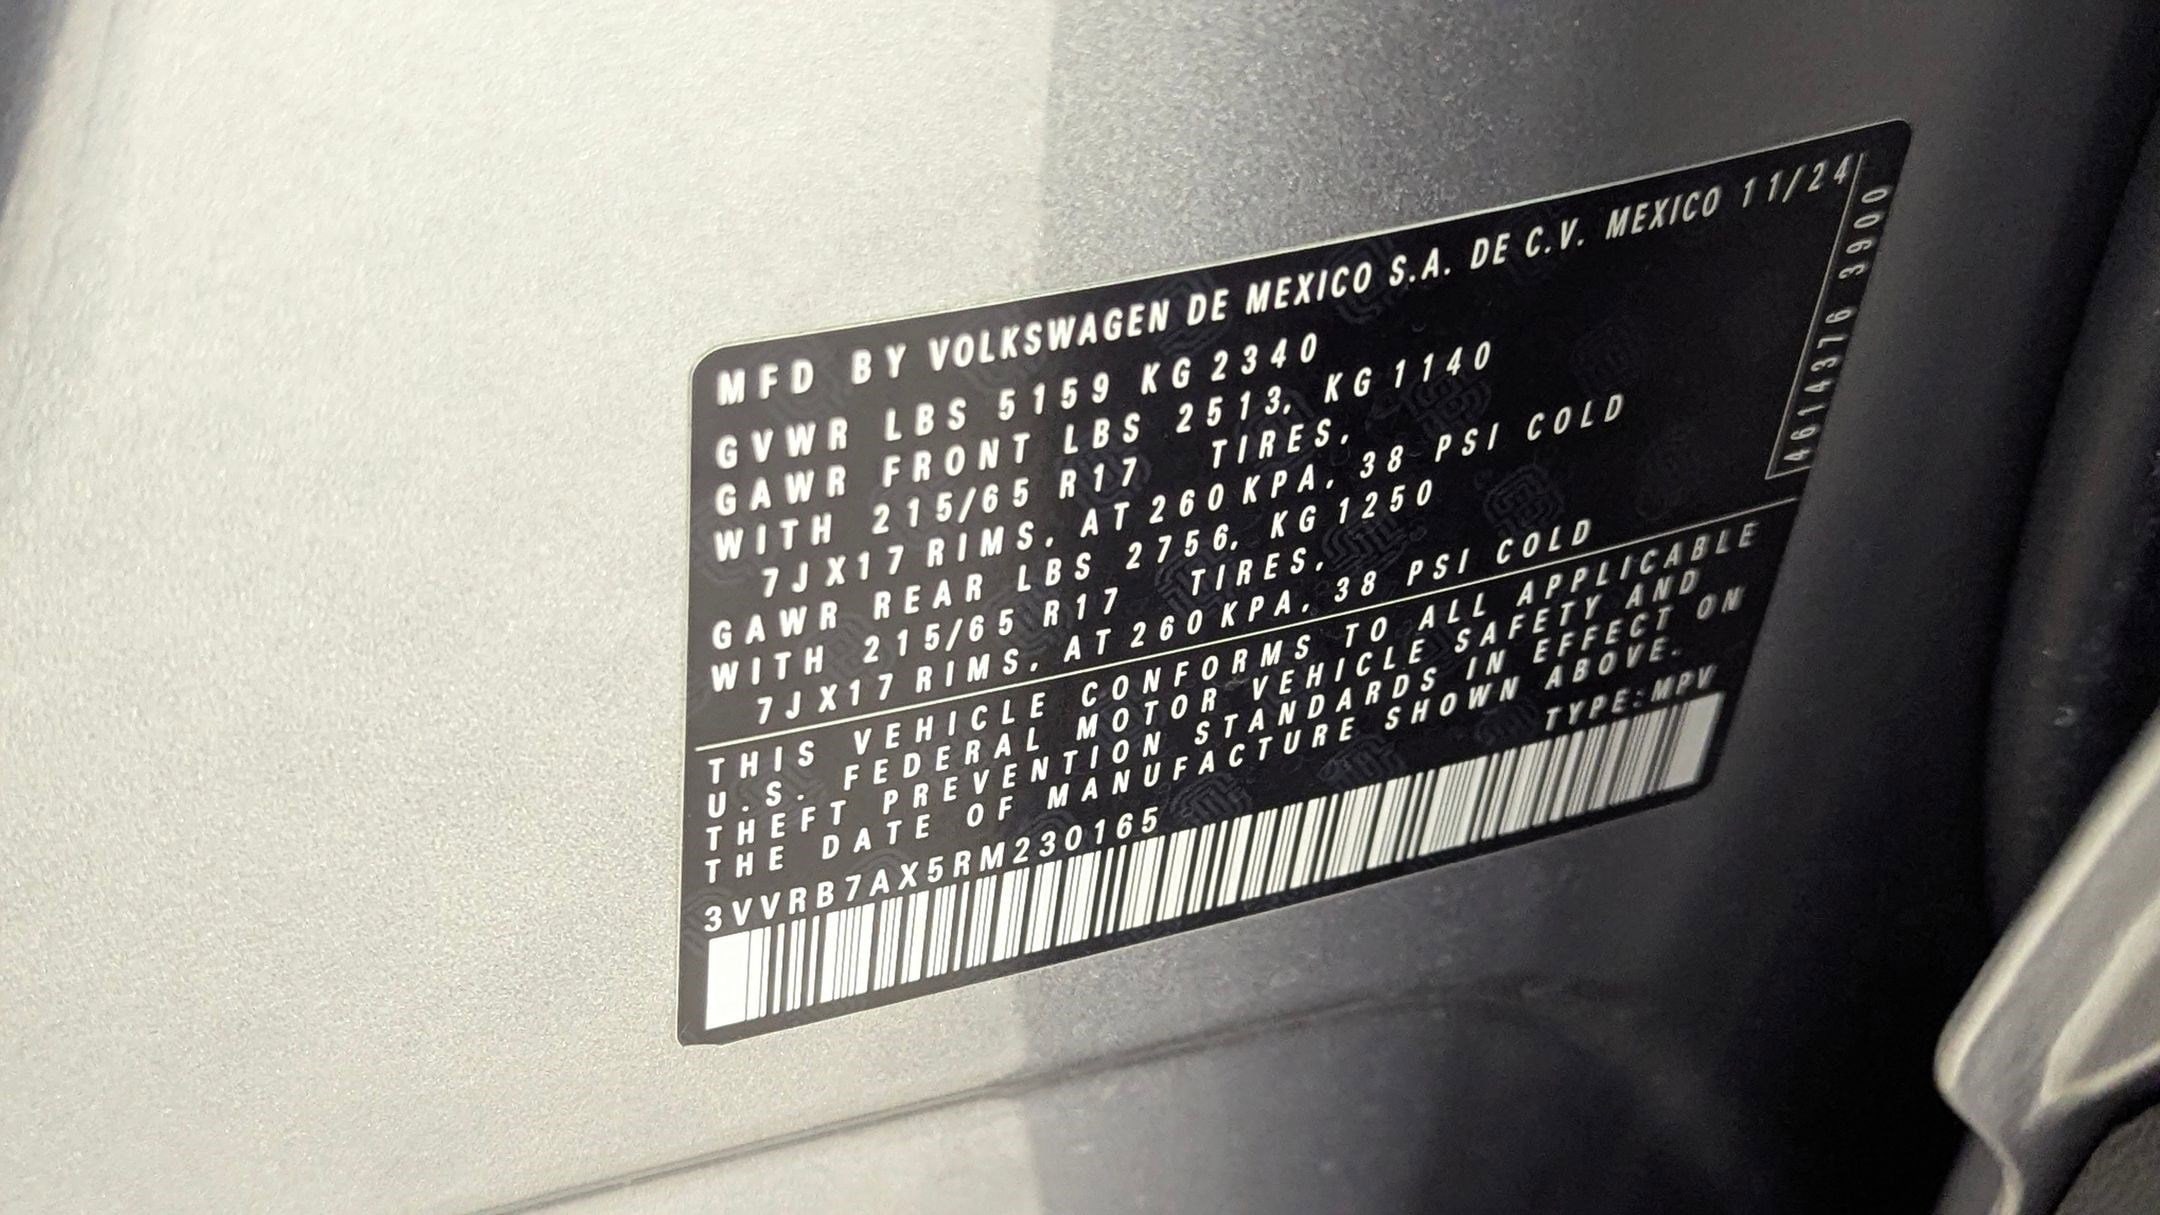 MFD BY VOLKSWAGEN DE MEXICO S.A. DE C.V. MEXICO 11/24
GVWR LBS 5159 KG 2340
GAWR FRONT LBS 2513, KG 1140
WITH 215/65 R17 TIRES,
7JX17 RIMS, AT 260 KPA, 38 PSI COLD
GAWR REAR LBS 2756, KG 1250
WITH 215/65 R17 TIRES,
7JX17 RIMS, AT 260 KPA, 38 PSI COLD
THIS VEHICLE CONFORMS TO ALL APPLICABLE
U.S. FEDERAL MOTOR VEHICLE SAFETY AND
THEFT PREVENTION STANDARDS IN EFFECT ON
THE DATE OF MANUFACTURE SHOWN ABOVE.
TYPE:MPV
3VVRB7AX5RM230165
4614376 3900